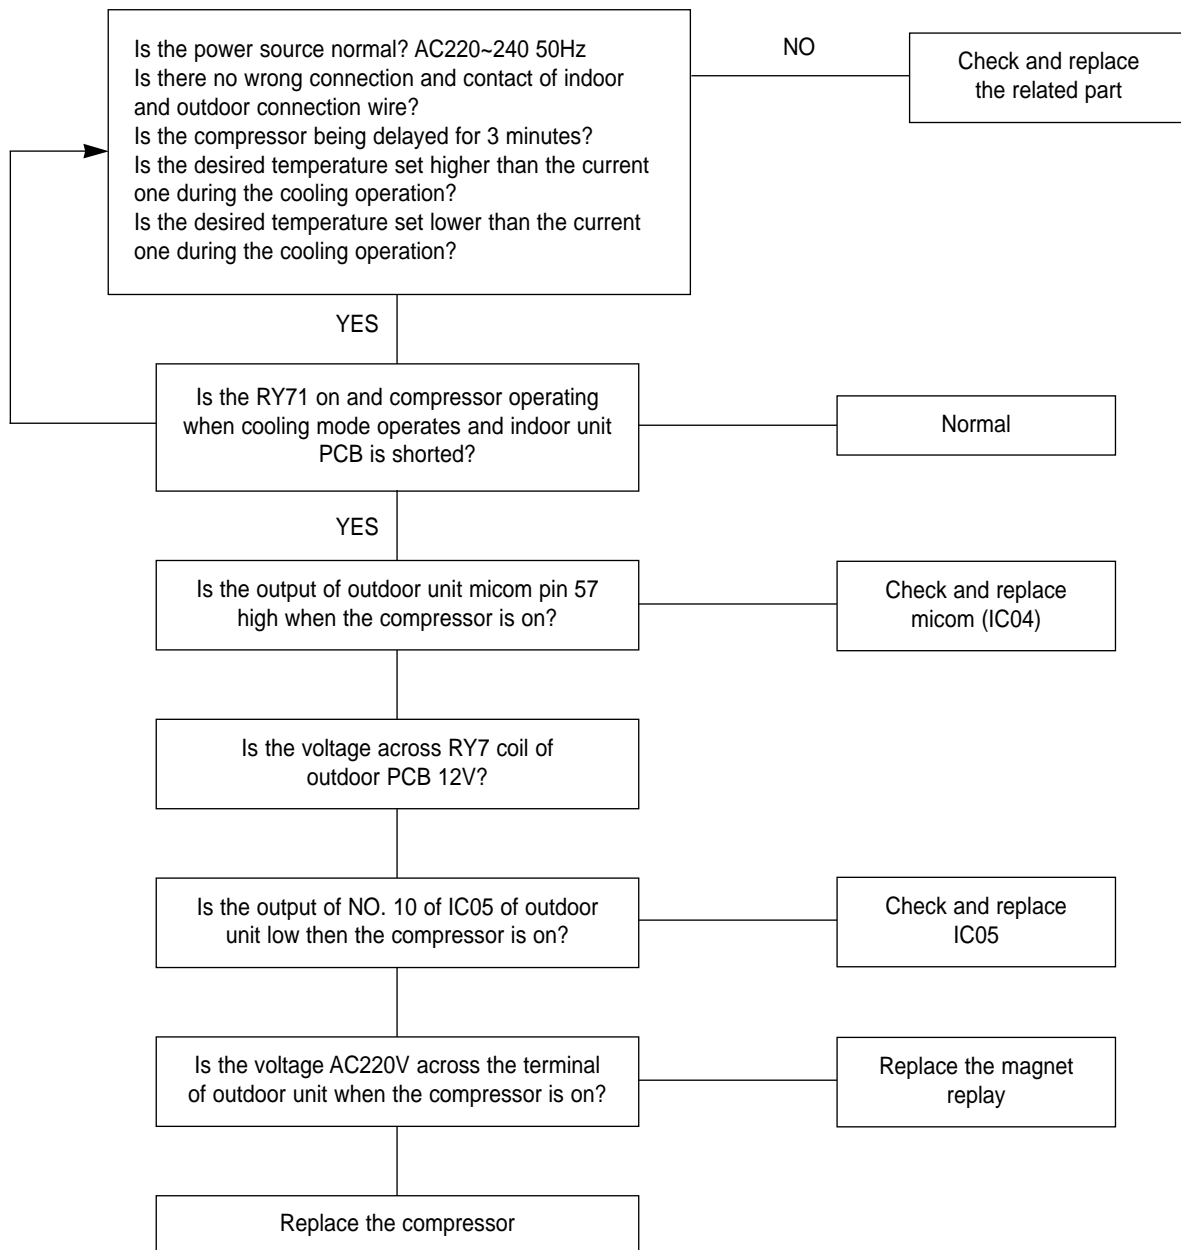 Is the power source normal? AC220~240 50Hz
Is there no wrong connection and contact of indoor
and outdoor connection wire?
Is the compressor being delayed for 3 minutes?
Is the desired temperature set higher than the current
one during the cooling operation?
Is the desired temperature set lower than the current
one during the cooling operation?
NO
Check and replace
the related part
YES
Is the RY71 on and compressor operating
when cooling mode operates and indoor unit
PCB is shorted?
Normal
YES
Is the output of outdoor unit micom pin 57
high when the compressor is on?
Check and replace
micom (IC04)
Is the voltage across RY7 coil of
outdoor PCB 12V?
Is the output of NO. 10 of IC05 of outdoor
unit low then the compressor is on?
Check and replace
IC05
Is the voltage AC220V across the terminal
of outdoor unit when the compressor is on?
Replace the magnet
replay
Replace the compressor